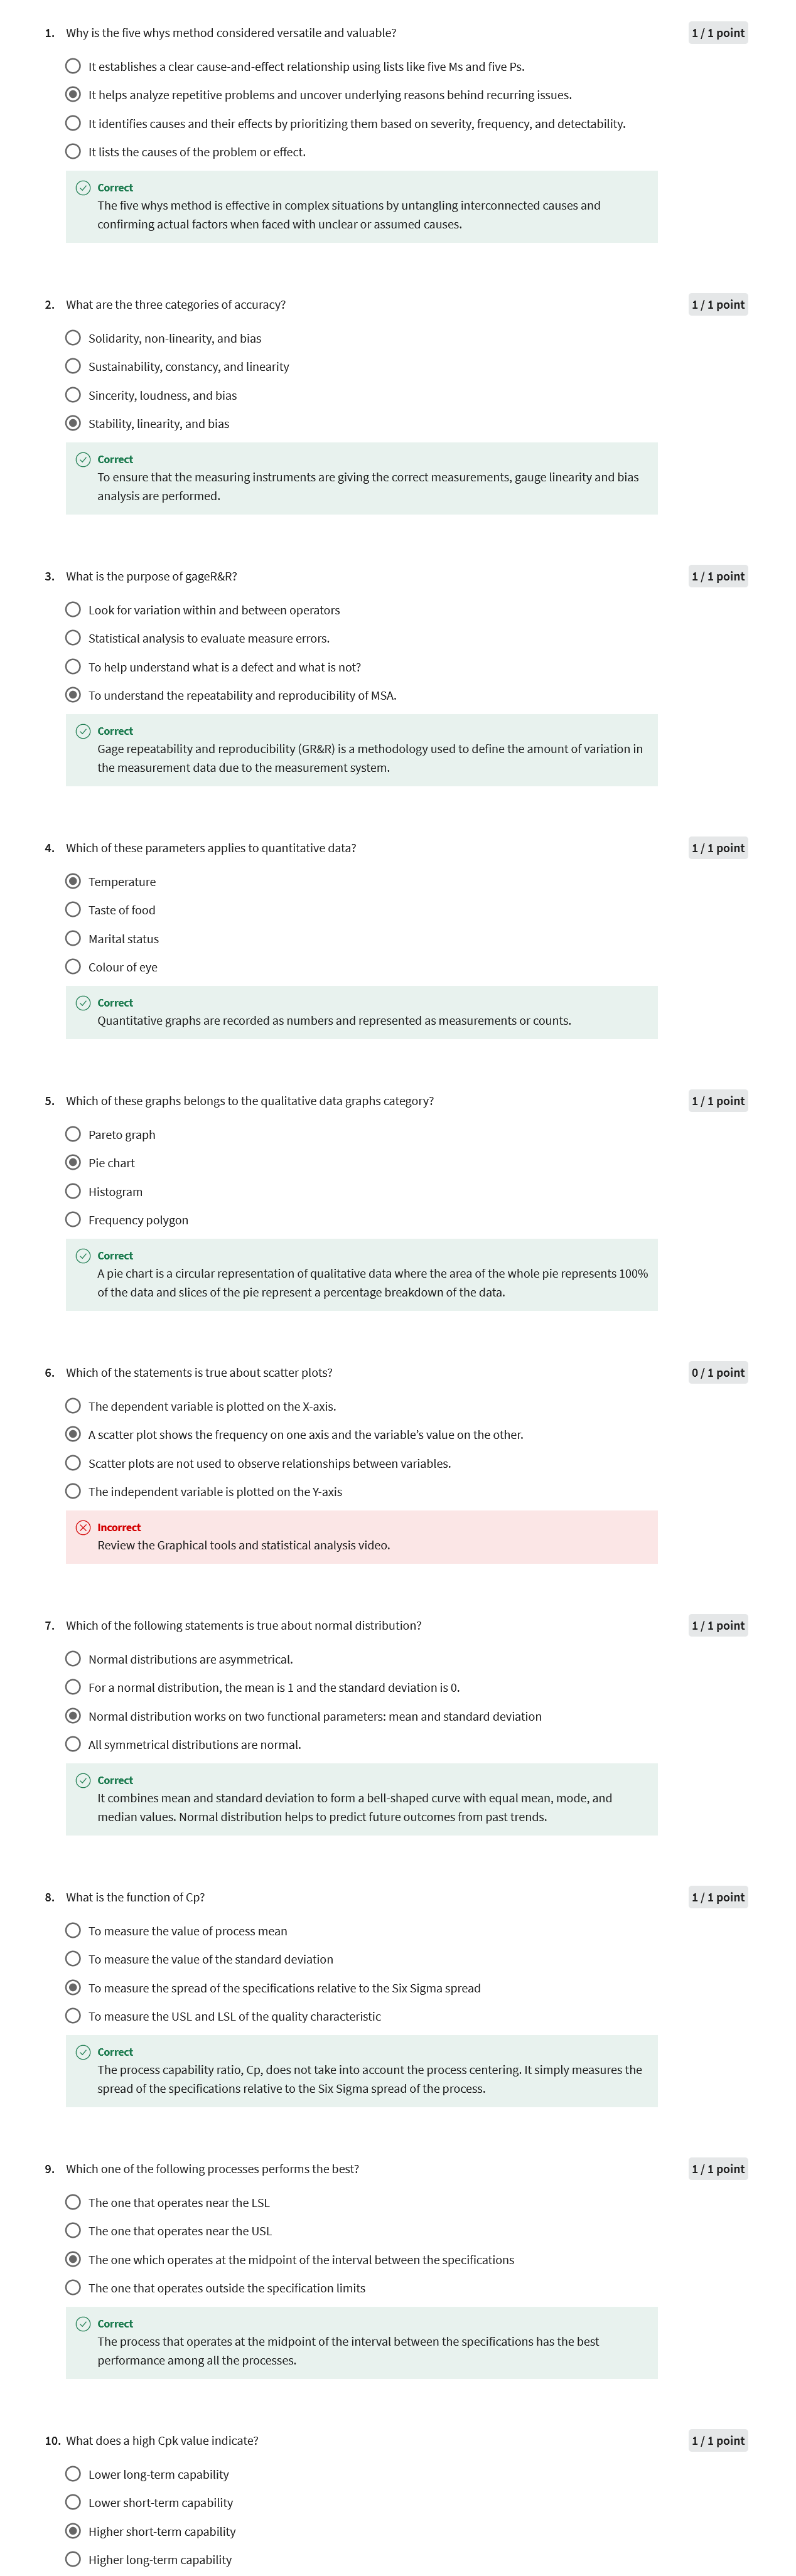 1. Why is the five whys method considered versatile and valuable? 1 / 1 point
It establishes a clear cause-and-effect relationship using lists like five Ms and five Ps.
It helps analyze repetitive problems and uncover underlying reasons behind recurring issues.
It identifies causes and their effects by prioritizing them based on severity, frequency, and detectability.
It lists the causes of the problem or effect.
Correct
The five whys method is effective in complex situations by untangling interconnected causes and
confirming actual factors when faced with unclear or assumed causes.
2. What are the three categories of accuracy? 1 / 1 point
Solidarity, non-linearity, and bias
Sustainability, constancy, and linearity
Sincerity, loudness, and bias
Stability, linearity, and bias
Correct
To ensure that the measuring instruments are giving the correct measurements, gauge linearity and bias
analysis are performed.
3. What is the purpose of gageR&R? 1 / 1 point
Look for variation within and between operators
Statistical analysis to evaluate measure errors.
To help understand what is a defect and what is not?
To understand the repeatability and reproducibility of MSA.
Correct
Gage repeatability and reproducibility (GR&R) is a methodology used to define the amount of variation in
the measurement data due to the measurement system.
4. Which of these parameters applies to quantitative data? 1 / 1 point
Temperature
Taste of food
Marital status
Colour of eye
Correct
Quantitative graphs are recorded as numbers and represented as measurements or counts.
5. Which of these graphs belongs to the qualitative data graphs category? 1 / 1 point
Pareto graph
Pie chart
Histogram
Frequency polygon
Correct
A pie chart is a circular representation of qualitative data where the area of the whole pie represents 100%
of the data and slices of the pie represent a percentage breakdown of the data.
6. Which of the statements is true about scatter plots? 0 / 1 point
The dependent variable is plotted on the X-axis.
A scatter plot shows the frequency on one axis and the variable's value on the other.
Scatter plots are not used to observe relationships between variables.
The independent variable is plotted on the Y-axis
Incorrect
Review the Graphical tools and statistical analysis video.
7. Which of the following statements is true about normal distribution? 1 / 1 point
Normal distributions are asymmetrical.
For a normal distribution, the mean is 1 and the standard deviation is 0.
Normal distribution works on two functional parameters: mean and standard deviation
All symmetrical distributions are normal.
Correct
It combines mean and standard deviation to form a bell-shaped curve with equal mean, mode, and
median values. Normal distribution helps to predict future outcomes from past trends.
8. What is the function of Cp? 1 / 1 point
To measure the value of process mean
To measure the value of the standard deviation
To measure the spread of the specifications relative to the Six Sigma spread
To measure the USL and LSL of the quality characteristic
Correct
The process capability ratio, Cp, does not take into account the process centering. It simply measures the
spread of the specifications relative to the Six Sigma spread of the process.
9. Which one of the following processes performs the best? 1 / 1 point
The one that operates near the LSL
The one that operates near the USL
The one which operates at the midpoint of the interval between the specifications
The one that operates outside the specification limits
Correct
The process that operates at the midpoint of the interval between the specifications has the best
performance among all the processes.
10. What does a high Cpk value indicate? 1 / 1 point
Lower long-term capability
Lower short-term capability
Higher short-term capability
Higher long-term capability